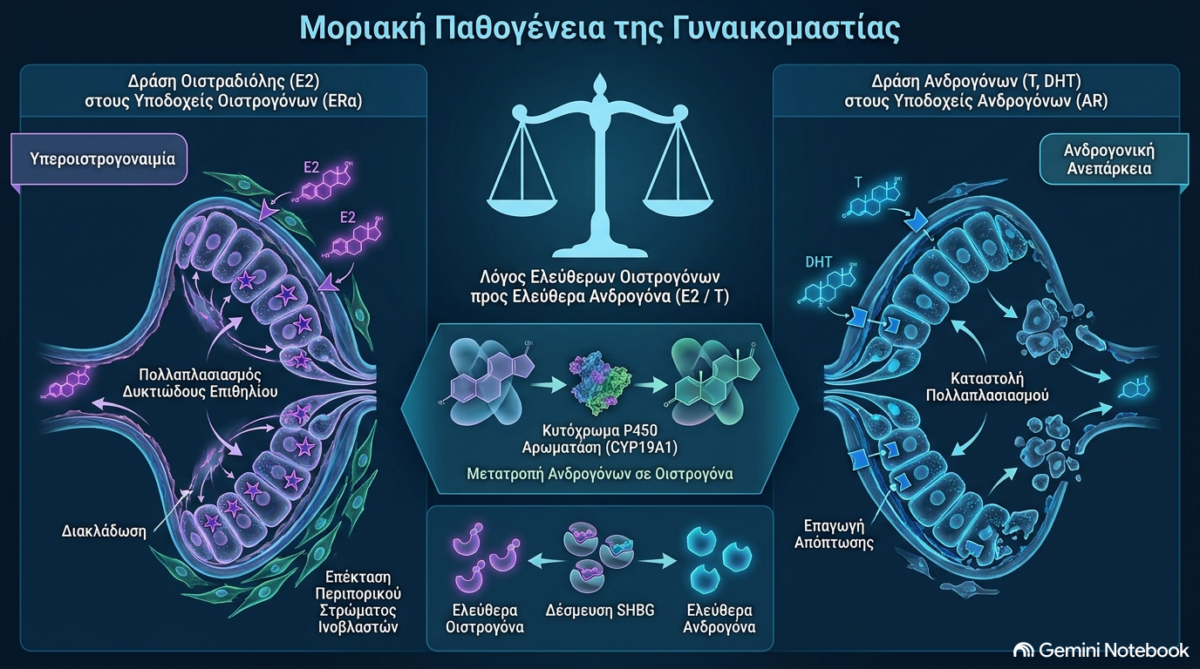 Μοριακή Παθογένεια της Γυναικομαστίας
Δράση Οιστραδιόλης (E2)
στους Υποδοχείς Οιστρογόνων (ERα)
Υπεροιστρογοναιμία
E2
E2
Πολλαπλασιασμός
Δυκτιώδους Επιθηλίου
Διακλάδωση
Επέκταση
Περιπορικού
Στρώματος
Ινοβλαστών
Λόγος Ελεύθερων Οιστρογόνων
προς Ελεύθερα Ανδρογόνα (E2 / T)
Κυτόχρωμα P450
Αρωματάση (CYP19A1)
Μετατροπή Ανδρογόνων σε Οιστρογόνα
Ελεύθερα
Οιστρογόνα
Δέσμευση SHBG
Ελεύθερα
Ανδρογόνα
Δράση Ανδρογόνων (T, DHT)
στους Υποδοχείς Ανδρογόνων (AR)
Ανδρογονική
Ανεπάρκεια
T
DHT
Καταστολή
Πολλαπλασιασμού
Επαγωγή
Απόπτωσης
Gemini Notebook